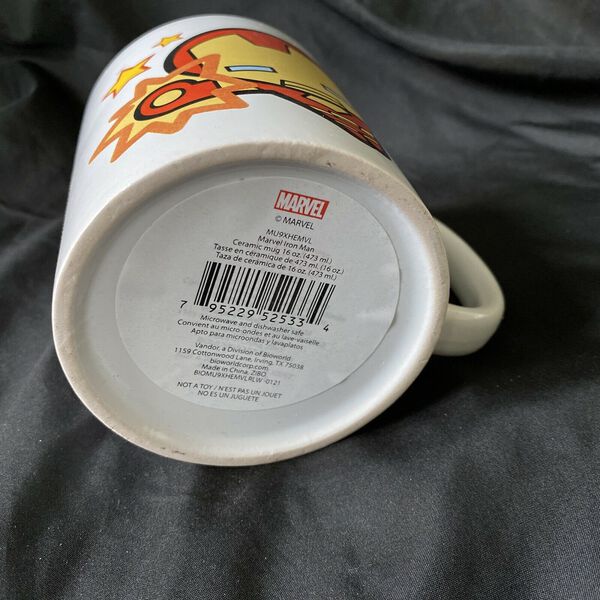 MARVEL
© MARVEL
MU9XHEMVL
Marvel Iron Man
Ceramic mug 16 oz. (473 ml.)
Tasse en céramique de 473 ml (16 oz.)
Taza de cerámica de 16 oz. (473 ml.)
7 95229 52533 4
Microwave and dishwasher safe
Convient au micro-ondes et au lave-vaiselle
Apto para microondas y lavaplatos
Vandor, a Division of Bioworld
1159 Cottonwood Lane, Irving, TX 75038
bioworldcorp.com
Made in China, ZIBO
BIOMU9XHEMVLRLW -0121
NOT A TOY / N'EST PAS UN JOUET
NO ES UN JUGUETE